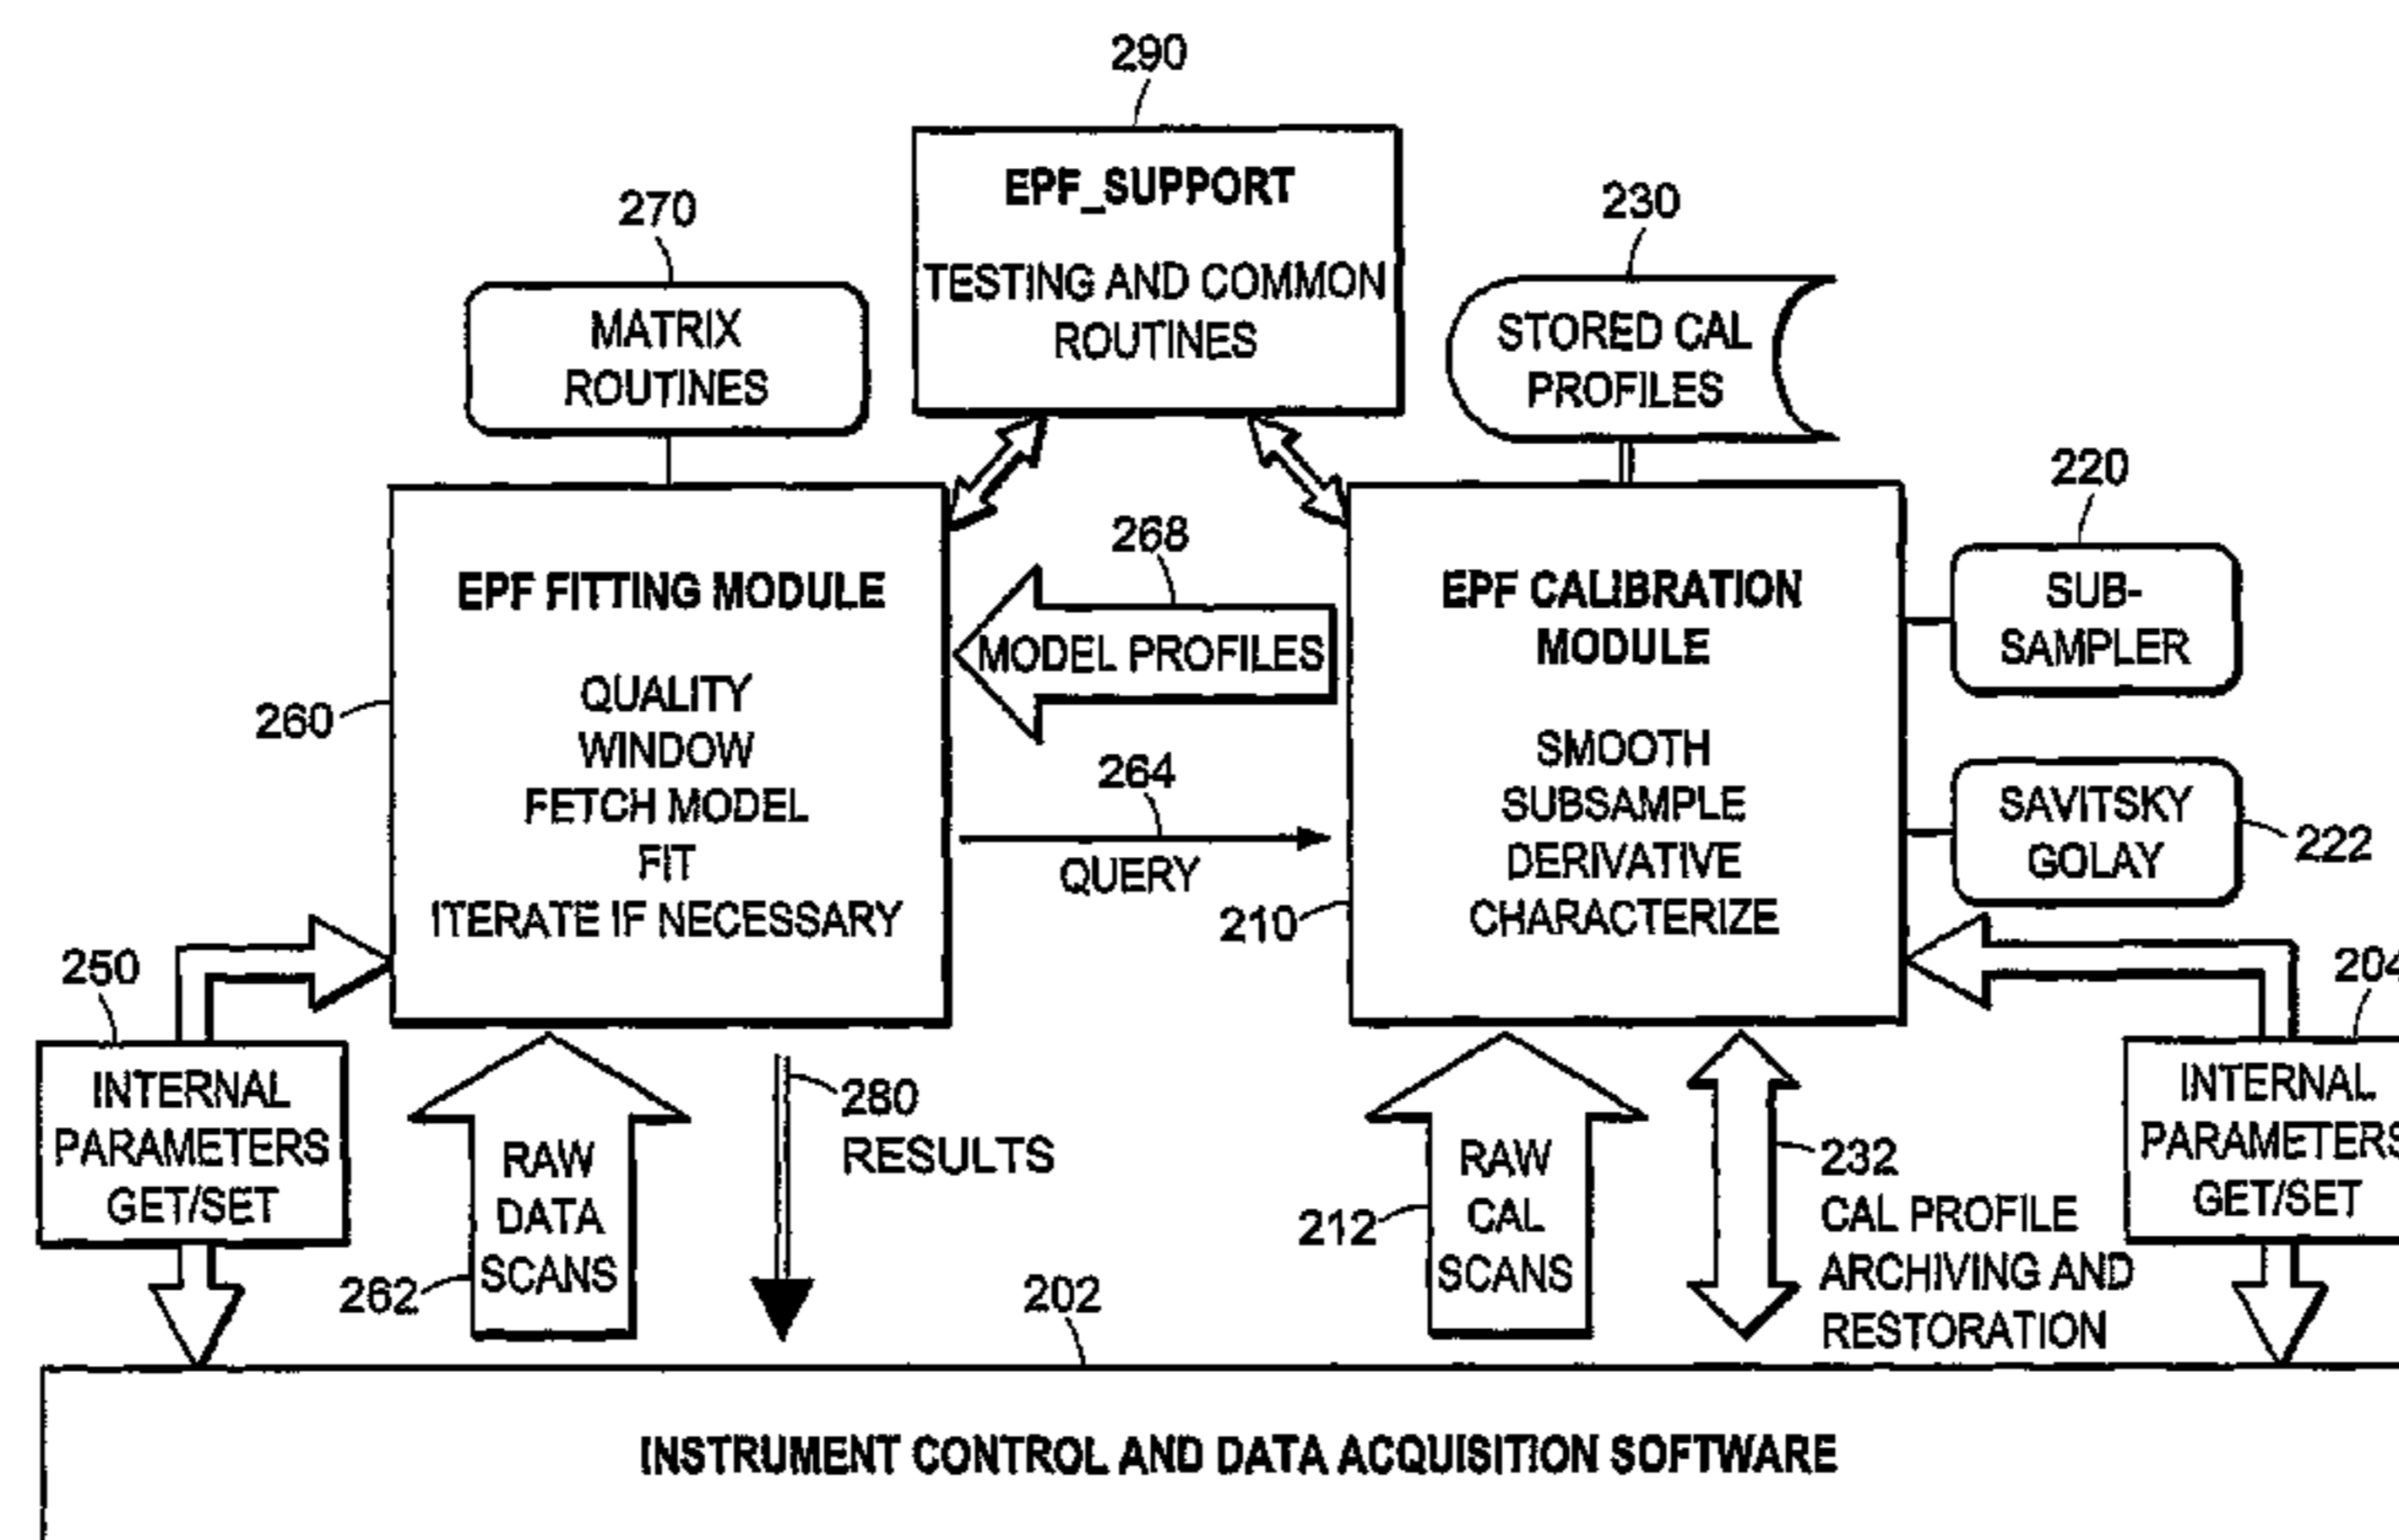 290
EPF_SUPPORT
TESTING AND COMMON
ROUTINES
270
MATRIX
ROUTINES
230
STORED CAL
PROFILES
220
SUB-
SAMPLER
SAVITSKY
GOLAY
222
EPF FITTING MODULE
QUALITY
WINDOW
FETCH MODEL
FIT
ITERATE IF NECESSARY
260
268
MODEL PROFILES
264
QUERY
EPF CALIBRATION
MODULE
SMOOTH
SUBSAMPLE
DERIVATIVE
CHARACTERIZE
210
250
INTERNAL
PARAMETERS
GET/SET
RAW
DATA
SCANS
262
280
RESULTS
RAW
CAL
SCANS
212
232
CAL PROFILE
ARCHIVING AND
RESTORATION
204
INTERNAL
PARAMETERS
GET/SET
202
INSTRUMENT CONTROL AND DATA ACQUISITION SOFTWARE